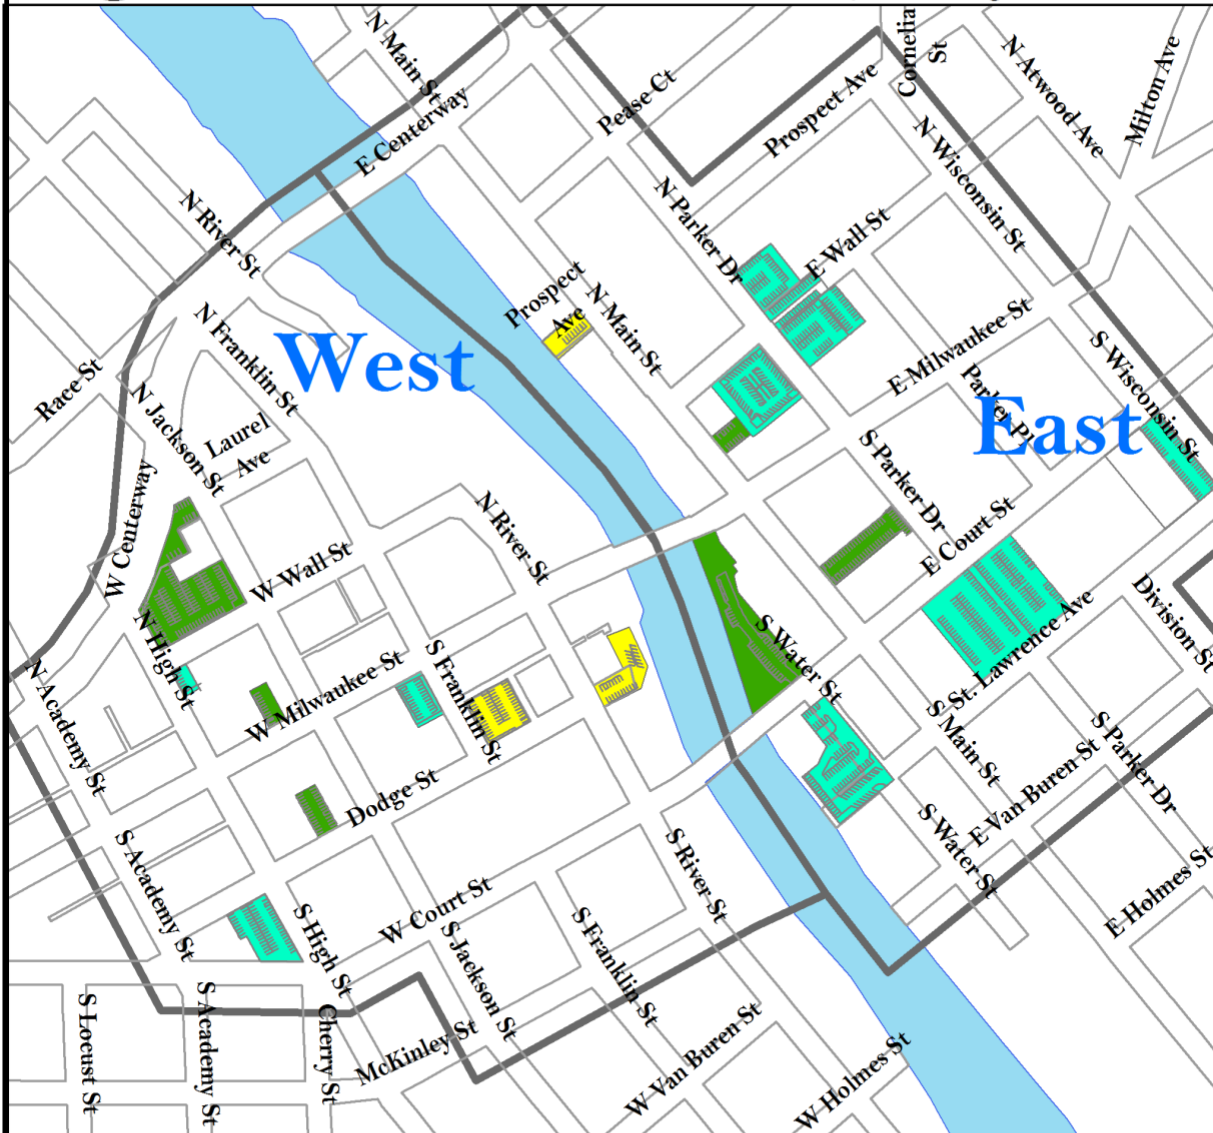 N Main St
Cornelia
St
N Atwood Ave
Milton Ave
Pease Ct
Prospect Ave
E Centerway
N Wisconsin St
N River St
N Parker Dr
E Wall St
Prospect
Ave
N Main St
N Franklin St
West
E Milwaukee St
S Wisconsin St
Race St
N Jackson St
Laurel
Ave
Parker Pl
East
S Parker Dr
W Centerway
N River St
E Court St
W Wall St
N High St
S Water St
Division St
St. Lawrence Ave
N Academy St
W Milwaukee St
S Franklin St
S Main St
S Parker Dr
E Van Buren St
Dodge St
S Water St
S Academy St
S River St
E Holmes St
W Court St
S High St
S Jackson St
S Franklin St
S Locust St
S Academy St
Cherry St
McKinley St
W Van Buren St
W Holmes St